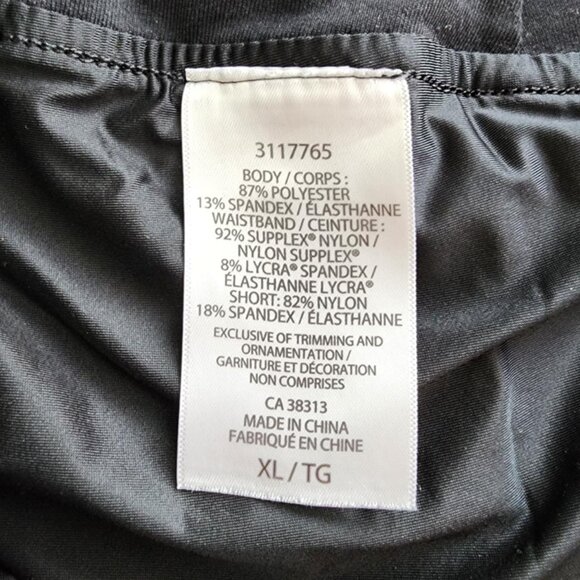 3117765
BODY / CORPS :
87% POLYESTER
13% SPANDEX / ÉLASTHANNE
WAISTBAND / CEINTURE :
92% SUPPLEX® NYLON /
NYLON SUPPLEX®
8% LYCRA® SPANDEX /
ÉLASTHANNE LYCRA®
SHORT: 82% NYLON
18% SPANDEX / ÉLASTHANNE
EXCLUSIVE OF TRIMMING AND
ORNAMENTATION /
GARNITURE ET DÉCORATION
NON COMPRISES
CA 38313
MADE IN CHINA
FABRIQUÉ EN CHINE
XL / TG